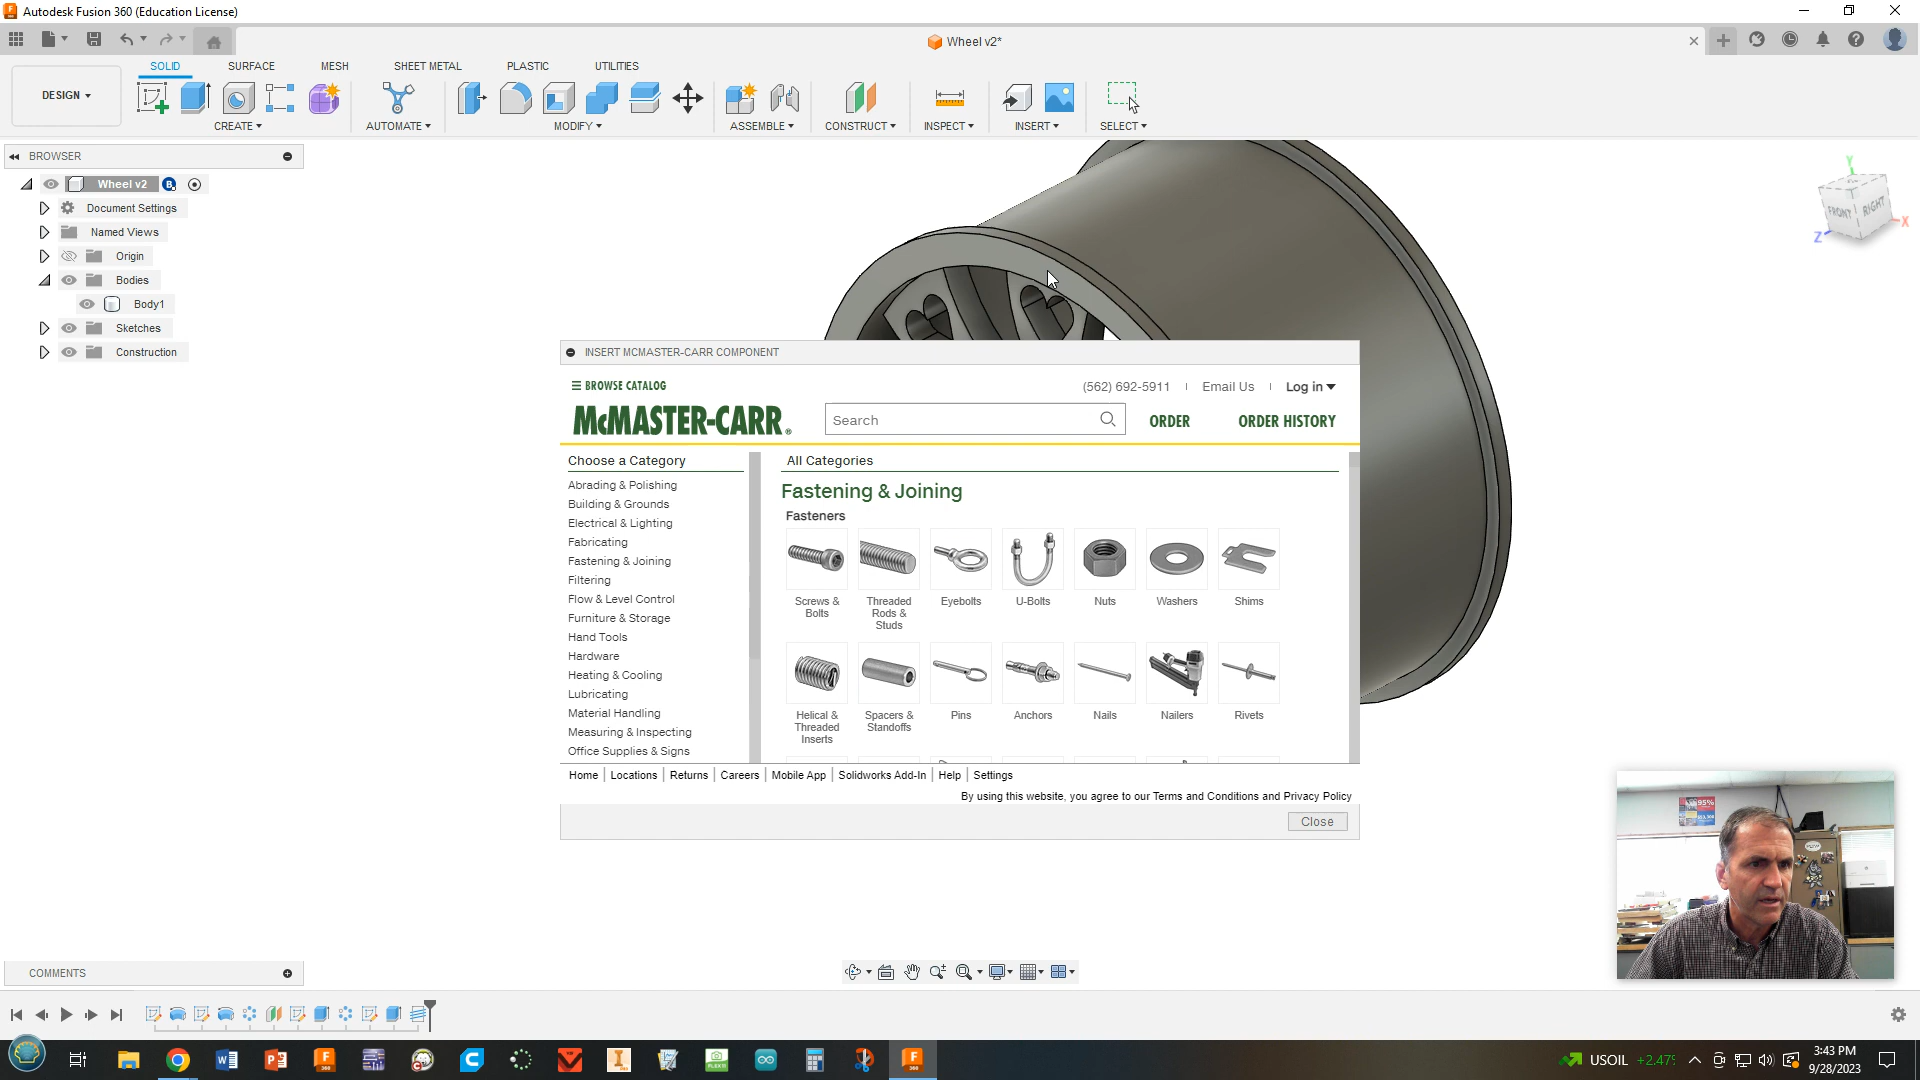 Autodesk Fusion 360 (Education License)
Wheel v2*
DESIGN
SOLID
SURFACE
MESH
SHEET METAL
PLASTIC
UTILITIES
CREATE
AUTOMATE
MODIFY
ASSEMBLE
CONSTRUCT
INSPECT
INSERT
SELECT
BROWSER
Wheel v2
Document Settings
Named Views
Origin
Bodies
Body1
Sketches
Construction
Y
FRONT
RIGHT
X
Z
INSERT MCMASTER-CARR COMPONENT
BROWSE CATALOG
(562) 692-5911
Email Us
Log in
McMASTER-CARR®
Search
ORDER
ORDER HISTORY
Choose a Category
Abrading & Polishing
Building & Grounds
Electrical & Lighting
Fabricating
Fastening & Joining
Filtering
Flow & Level Control
Furniture & Storage
Hand Tools
Hardware
Heating & Cooling
Lubricating
Material Handling
Measuring & Inspecting
Office Supplies & Signs
All Categories
Fastening & Joining
Fasteners
Screws &
Bolts
Threaded
Rods &
Studs
Eyebolts
U-Bolts
Nuts
Washers
Shims
Helical &
Threaded
Inserts
Spacers &
Standoffs
Pins
Anchors
Nails
Nailers
Rivets
Home
Locations
Returns
Careers
Mobile App
Solidworks Add-In
Help
Settings
By using this website, you agree to our Terms and Conditions and Privacy Policy
Close
95%
COMMENTS
USOIL +2.47%
3:43 PM
9/28/2023